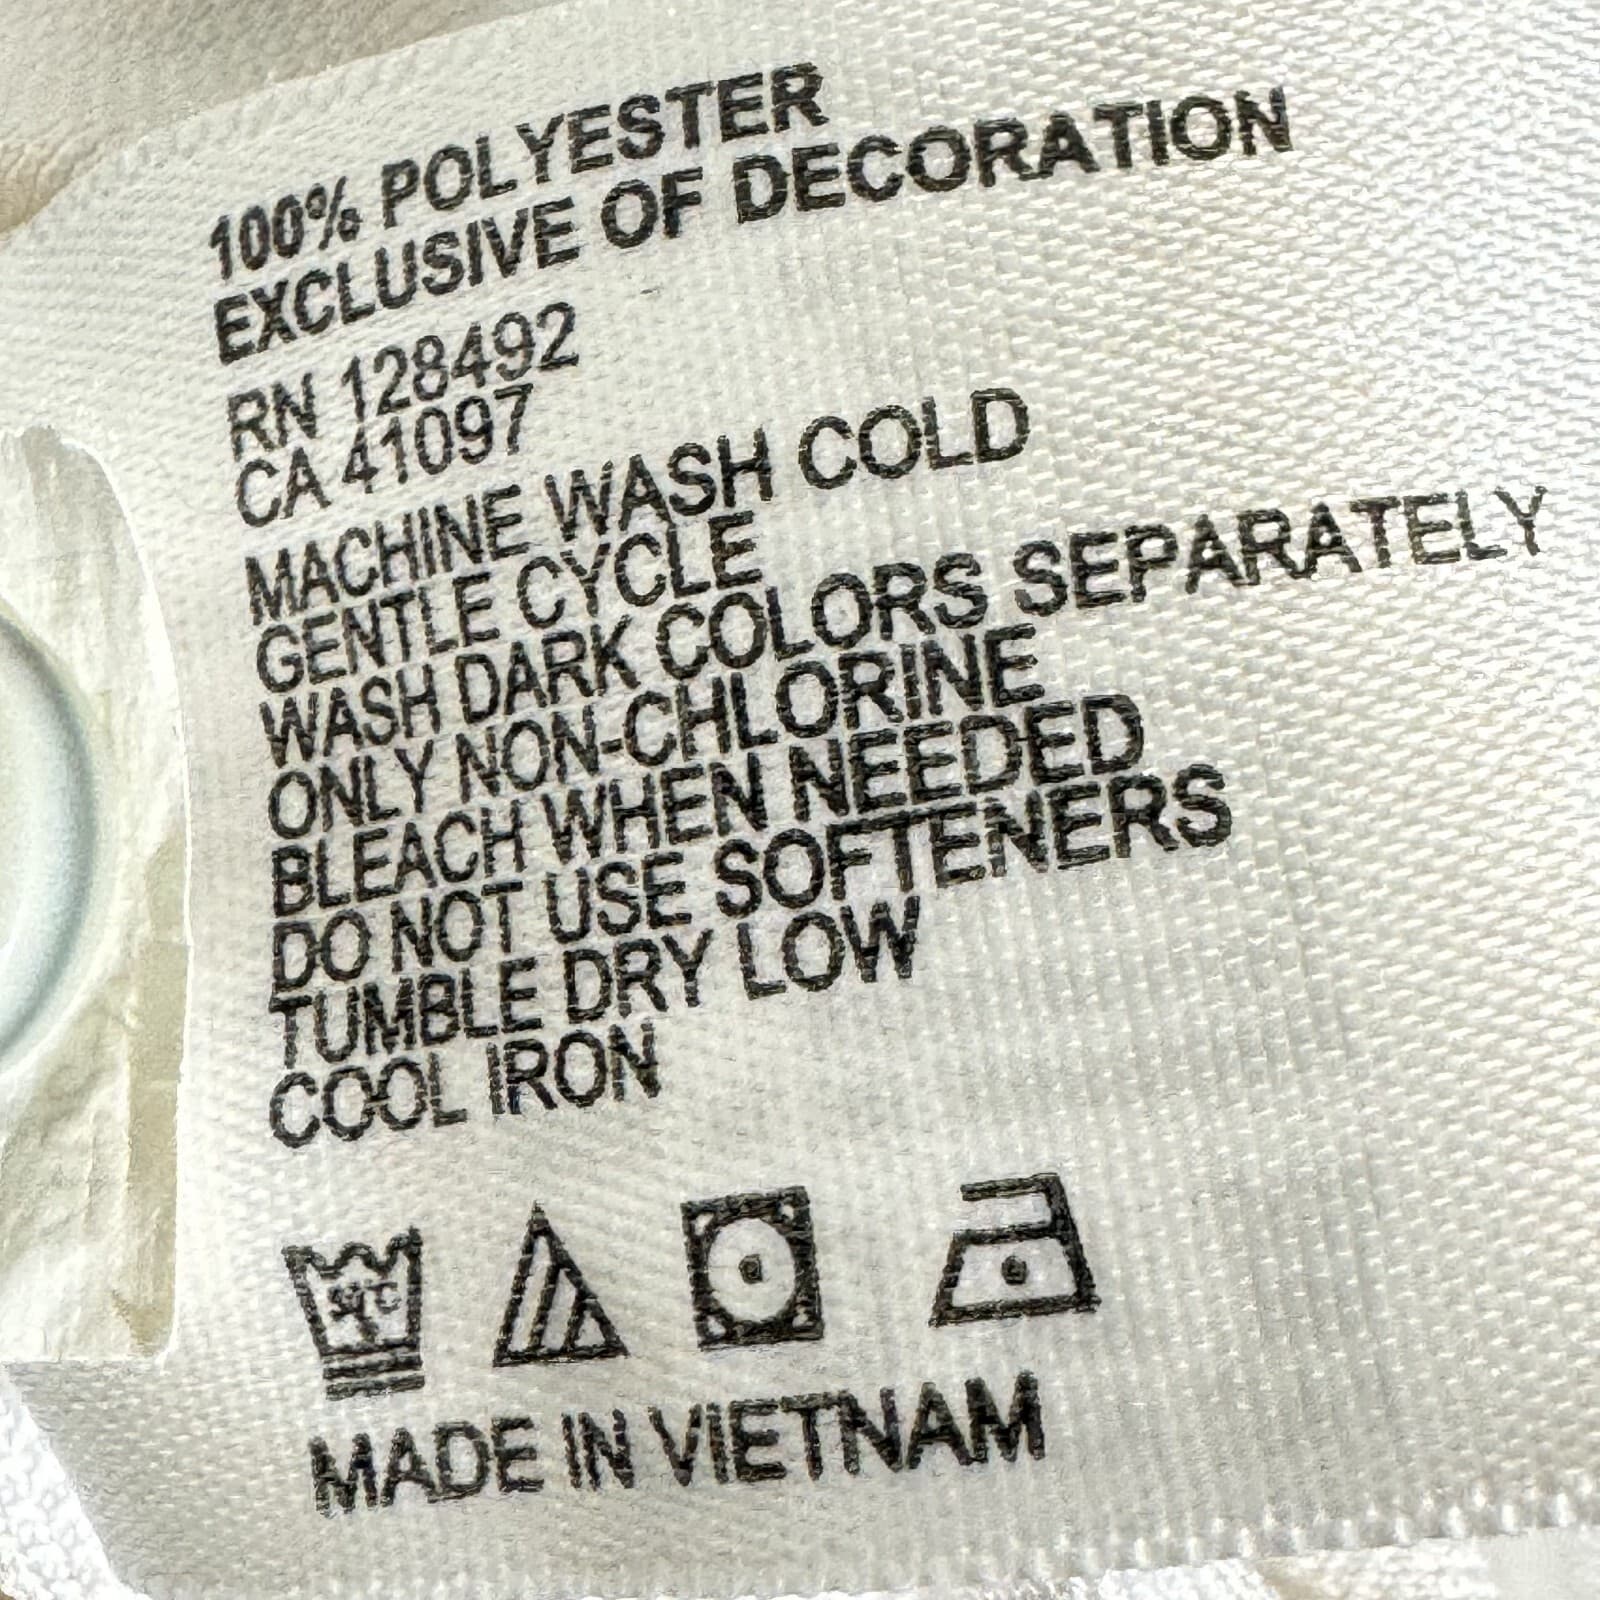 100% POLYESTER
EXCLUSIVE OF DECORATION
RN 128492
CA 41097
MACHINE WASH COLD
GENTLE CYCLE
WASH DARK COLORS SEPARATELY
ONLY NON-CHLORINE
BLEACH WHEN NEEDED
DO NOT USE SOFTENERS
TUMBLE DRY LOW
COOL IRON
MADE IN VIETNAM